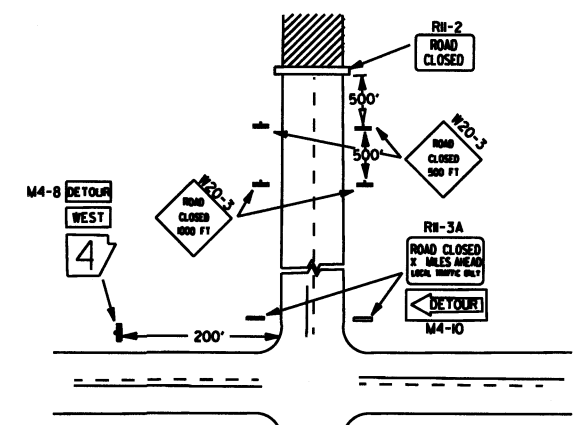 R11-2
ROAD
CLOSED
500'
W20-3
ROAD
CLOSED
500 FT
500'
M4-8
DETOUR
WEST
4
W20-3
ROAD
CLOSED
1000 FT
R11-3A
ROAD CLOSED
X MILES AHEAD
LOCAL TRAFFIC ONLY
DETOUR
M4-10
200'